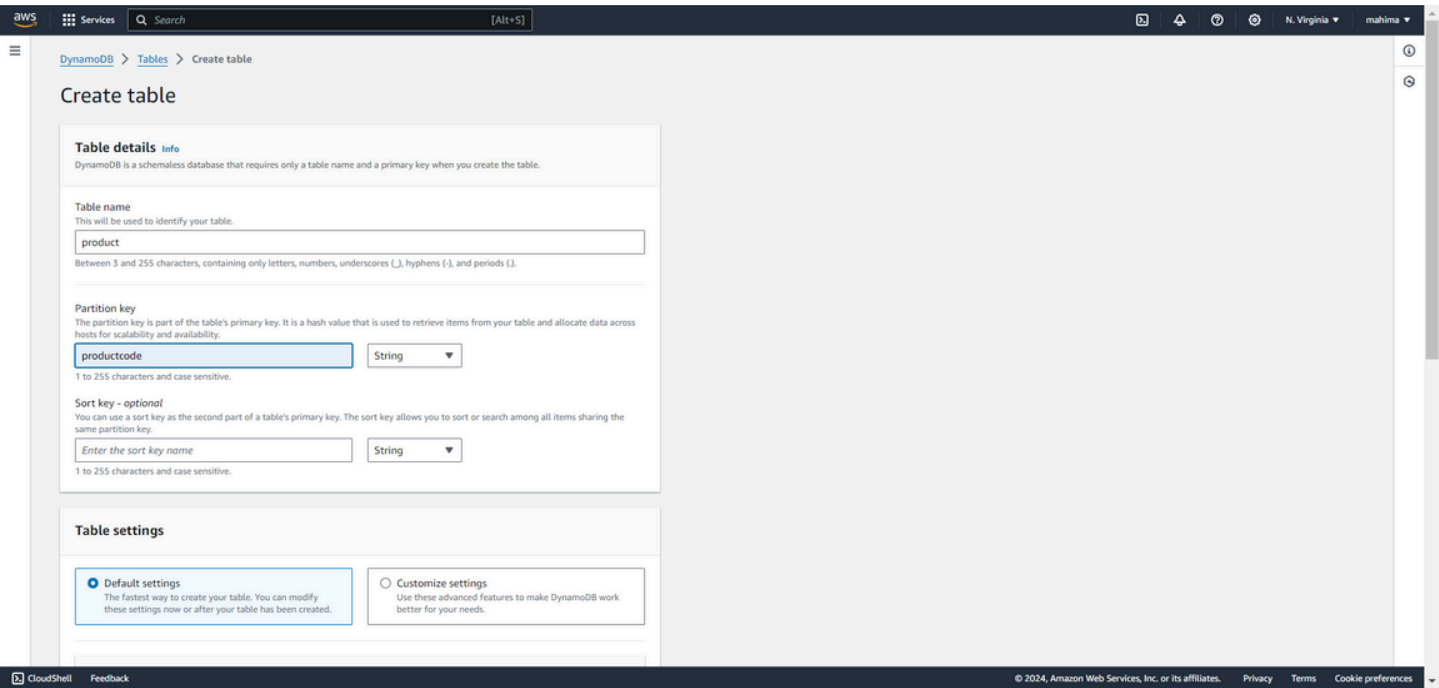 aws
Services
Search
[Alt+S]
N. Virginia
mahima
DynamoDB
Tables
Create table
Create table
Table details Info
DynamoDB is a schemaless database that requires only a table name and a primary key when you create the table.
Table name
This will be used to identify your table.
product
Between 3 and 255 characters, containing only letters, numbers, underscores (_), hyphens (-), and periods (.).
Partition key
The partition key is part of the table's primary key. It is a hash value that is used to retrieve items from your table and allocate data across
hosts for scalability and availability.
productcode
String
1 to 255 characters and case sensitive.
Sort key - optional
You can use a sort key as the second part of a table's primary key. The sort key allows you to sort or search among all items sharing the
same partition key.
Enter the sort key name
String
1 to 255 characters and case sensitive.
Table settings
Default settings
The fastest way to create your table. You can modify
these settings now or after your table has been created.
Customize settings
Use these advanced features to make DynamoDB work
better for your needs.
CloudShell
Feedback
© 2024, Amazon Web Services, Inc. or its affiliates.
Privacy
Terms
Cookie preferences